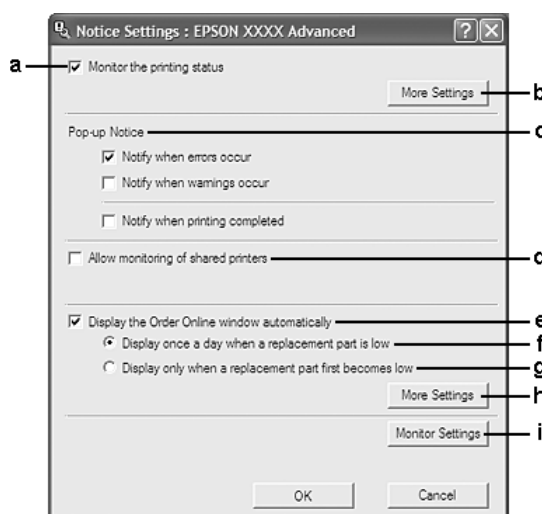 Notice Settings : EPSON XXXX Advanced
a
Monitor the printing status
More Settings
b
Pop-up Notice
c
Notify when errors occur
Notify when warnings occur
Notify when printing completed
Allow monitoring of shared printers
d
Display the Order Online window automatically
e
Display once a day when a replacement part is low
f
Display only when a replacement part first becomes low
g
More Settings
h
Monitor Settings
i
OK
Cancel